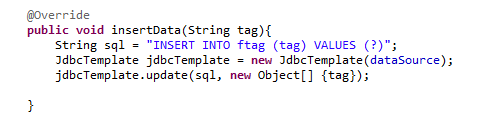 @Override
public void insertData(String tag){
String sql = "INSERT INTO ftag (tag) VALUES (?)";
JdbcTemplate jdbcTemplate = new JdbcTemplate(dataSource);
jdbcTemplate.update(sql, new Object[] {tag});
}